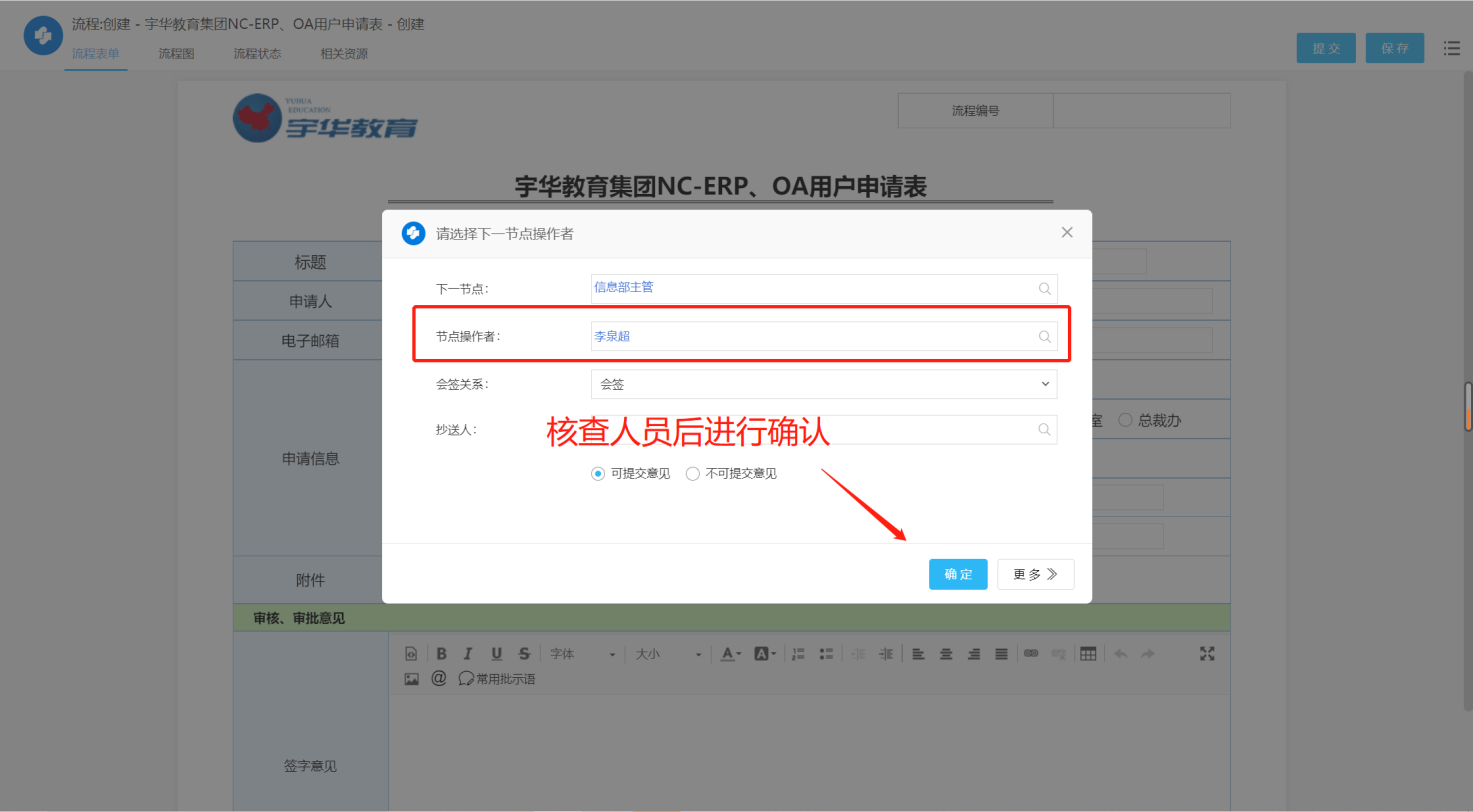 流程:创建 - 宇华教育集团NC-ERP、OA用户申请表 - 创建
流程表单 流程图 流程状态 相关资源
提 交 保 存
YUHUA
EDUCATION
宇华教育
流程编号
宇华教育集团NC-ERP、OA用户申请表
请选择下一节点操作者
标题
申请人
电子邮箱
申请信息
附件
下一节点: 信息部主管
节点操作者: 李泉超
会签关系: 会签
抄送人:
核查人员后进行确认
可提交意见 不可提交意见
室 总裁办
确 定 更 多
审核、审批意见
B I U S 字体 大小 A A
@ 常用批示语
签字意见